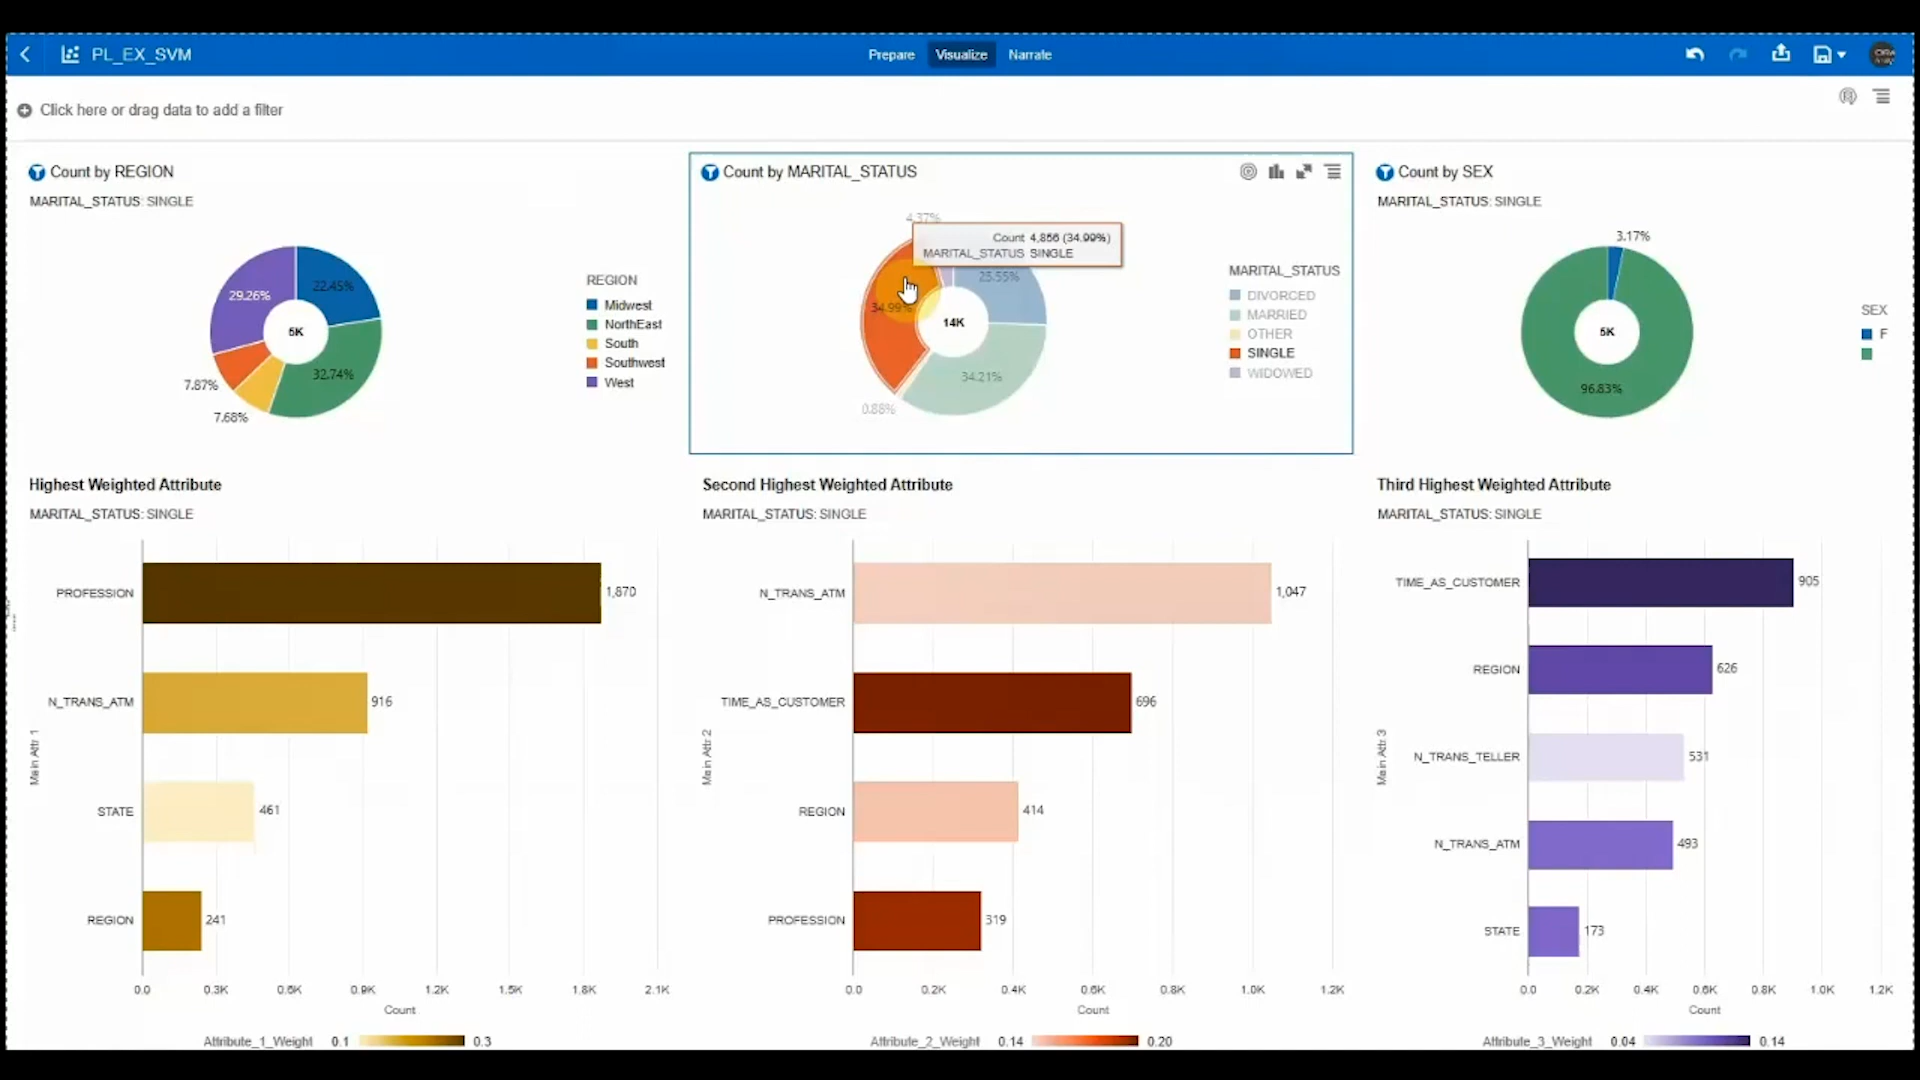 PL_EX_SVM
Prepare
Visualize
Narrate
Click here or drag data to add a filter
Count by REGION
MARITAL_STATUS: SINGLE
22.45%
32.74%
7.68%
7.87%
29.26%
5K
REGION
Midwest
NorthEast
South
Southwest
West
Count by MARITAL_STATUS
4.37%
Count 4,856 (34.99%)
MARITAL_STATUS SINGLE
25.55%
34.99%
14K
34.21%
0.88%
MARITAL_STATUS
DIVORCED
MARRIED
OTHER
SINGLE
WIDOWED
Count by SEX
MARITAL_STATUS: SINGLE
3.17%
5K
96.83%
SEX
F
Highest Weighted Attribute
MARITAL_STATUS: SINGLE
Main Attr 1
PROFESSION
1,870
N_TRANS_ATM
916
STATE
461
REGION
241
0.0 0.3K 0.6K 0.9K 1.2K 1.5K 1.8K 2.1K
Count
Attribute_1_Weight 0.1 0.3
Second Highest Weighted Attribute
MARITAL_STATUS: SINGLE
Main Attr 2
N_TRANS_ATM
1,047
TIME_AS_CUSTOMER
696
REGION
414
PROFESSION
319
0.0 0.2K 0.4K 0.6K 0.8K 1.0K 1.2K
Count
Attribute_2_Weight 0.14 0.20
Third Highest Weighted Attribute
MARITAL_STATUS: SINGLE
Main Attr 3
TIME_AS_CUSTOMER
905
REGION
626
N_TRANS_TELLER
531
N_TRANS_ATM
493
STATE
173
0.0 0.2K 0.4K 0.6K 0.8K 1.0K 1.2K
Count
Attribute_3_Weight 0.04 0.14